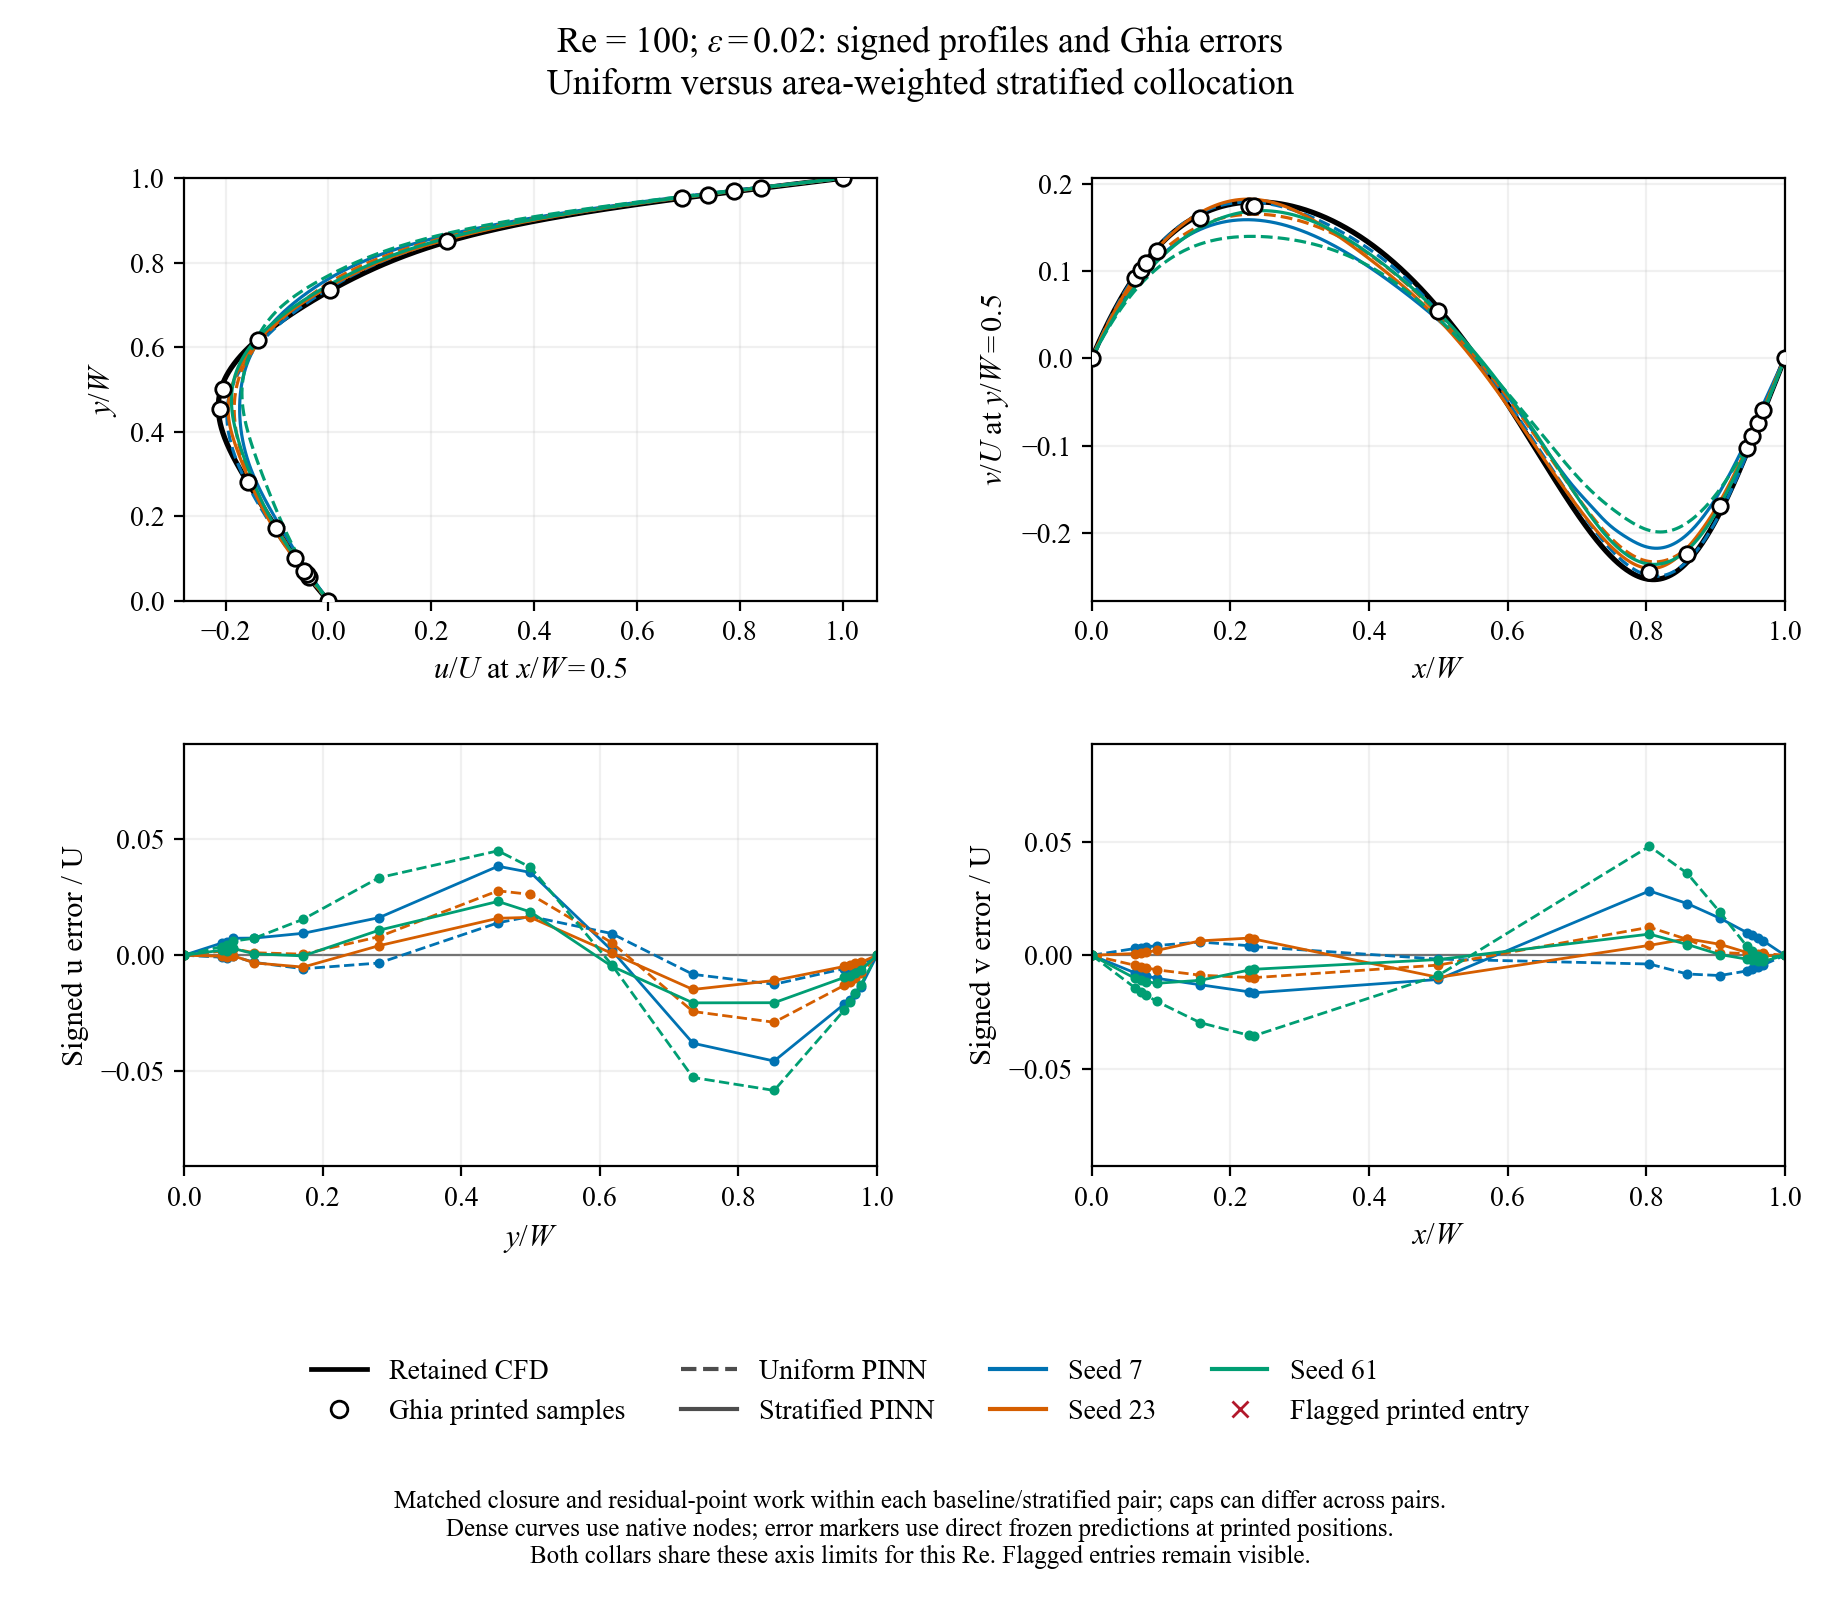 Re = 100; ε = 0.02: signed profiles and Ghia errors
Uniform versus area-weighted stratified collocation
1.0
0.8
0.6
0.4
0.2
0.0
y/W
−0.2 0.0 0.2 0.4 0.6 0.8 1.0
u/U at x/W = 0.5
0.2
0.1
0.0
−0.1
−0.2
v/U at y/W = 0.5
0.0 0.2 0.4 0.6 0.8 1.0
x/W
0.05
0.00
−0.05
Signed u error / U
0.0 0.2 0.4 0.6 0.8 1.0
y/W
0.05
0.00
−0.05
Signed v error / U
0.0 0.2 0.4 0.6 0.8 1.0
x/W
Retained CFD Uniform PINN Seed 7 Seed 61
Ghia printed samples Stratified PINN Seed 23 Flagged printed entry
Matched closure and residual-point work within each baseline/stratified pair; caps can differ across pairs.
Dense curves use native nodes; error markers use direct frozen predictions at printed positions.
Both collars share these axis limits for this Re. Flagged entries remain visible.